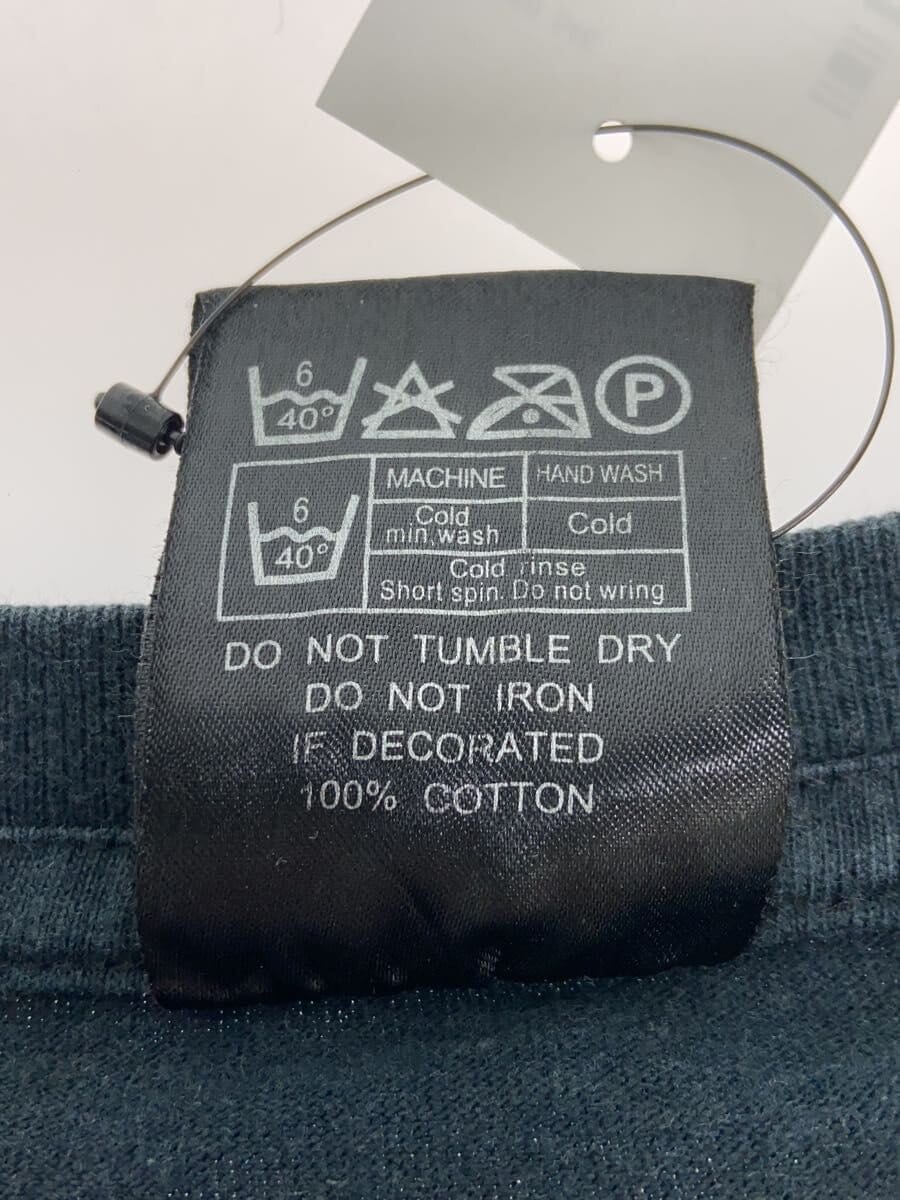 6
40°
P
6
40°
MACHINE HAND WASH
Cold min.wash Cold
Cold rinse
Short spin. Do not wring
DO NOT TUMBLE DRY
DO NOT IRON
IF DECORATED
100% COTTON